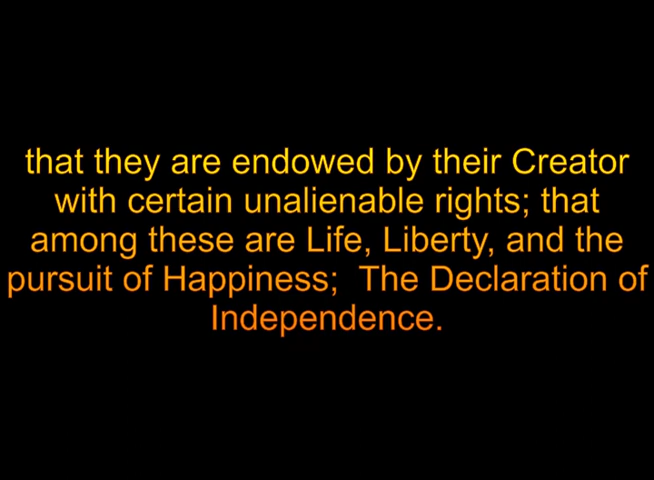 that they are endowed by their Creator
with certain unalienable rights; that
among these are Life, Liberty, and the
pursuit of Happiness;  The Declaration of
Independence.